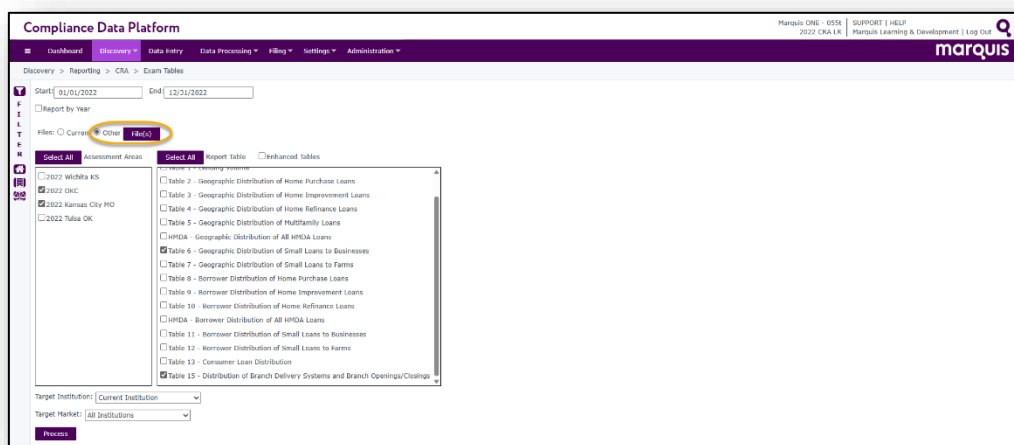 Compliance Data Platform
Marquis ONE - 055t | SUPPORT | HELP
2022 CRA LR | Marquis Learning & Development | Log Out
Dashboard Discovery Data Entry Data Processing Filing Settings Administration
marquis
Discovery > Reporting > CRA > Exam Tables
FILTER
Start: 01/01/2022 End: 12/31/2022
Report by Year
Files: Current Other File(s)
Select All Assessment Areas Select All Report Table Enhanced Tables
2022 Wichita KS
2022 OKC
2022 Kansas City MO
2022 Tulsa OK
Table 1 - Lending Volume
Table 2 - Geographic Distribution of Home Purchase Loans
Table 3 - Geographic Distribution of Home Improvement Loans
Table 4 - Geographic Distribution of Home Refinance Loans
Table 5 - Geographic Distribution of Multifamily Loans
HMDA - Geographic Distribution of All HMDA Loans
Table 6 - Geographic Distribution of Small Loans to Businesses
Table 7 - Geographic Distribution of Small Loans to Farms
Table 8 - Borrower Distribution of Home Purchase Loans
Table 9 - Borrower Distribution of Home Improvement Loans
Table 10 - Borrower Distribution of Home Refinance Loans
HMDA - Borrower Distribution of All HMDA Loans
Table 11 - Borrower Distribution of Small Loans to Businesses
Table 12 - Borrower Distribution of Small Loans to Farms
Table 13 - Consumer Loan Distribution
Table 15 - Distribution of Branch Delivery Systems and Branch Openings/Closings
Target Institution: Current Institution
Target Market: All Institutions
Process